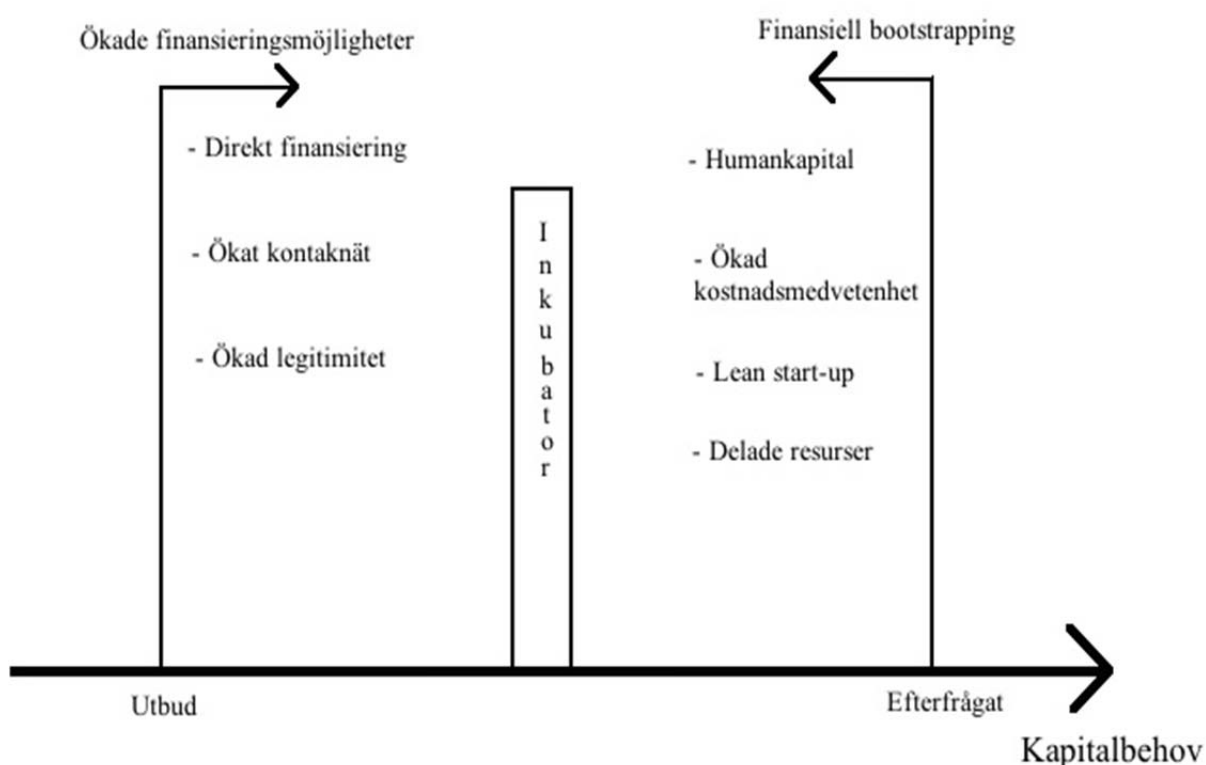 Ökade finansieringsmöjligheter
- Direkt finansiering
- Ökat kontaknät
- Ökad legitimitet
Inkubator
Finansiell bootstrapping
- Humankapital
- Ökad
kostnadsmedvetenhet
- Lean start-up
- Delade resurser
Utbud
Efterfrågat
Kapitalbehov